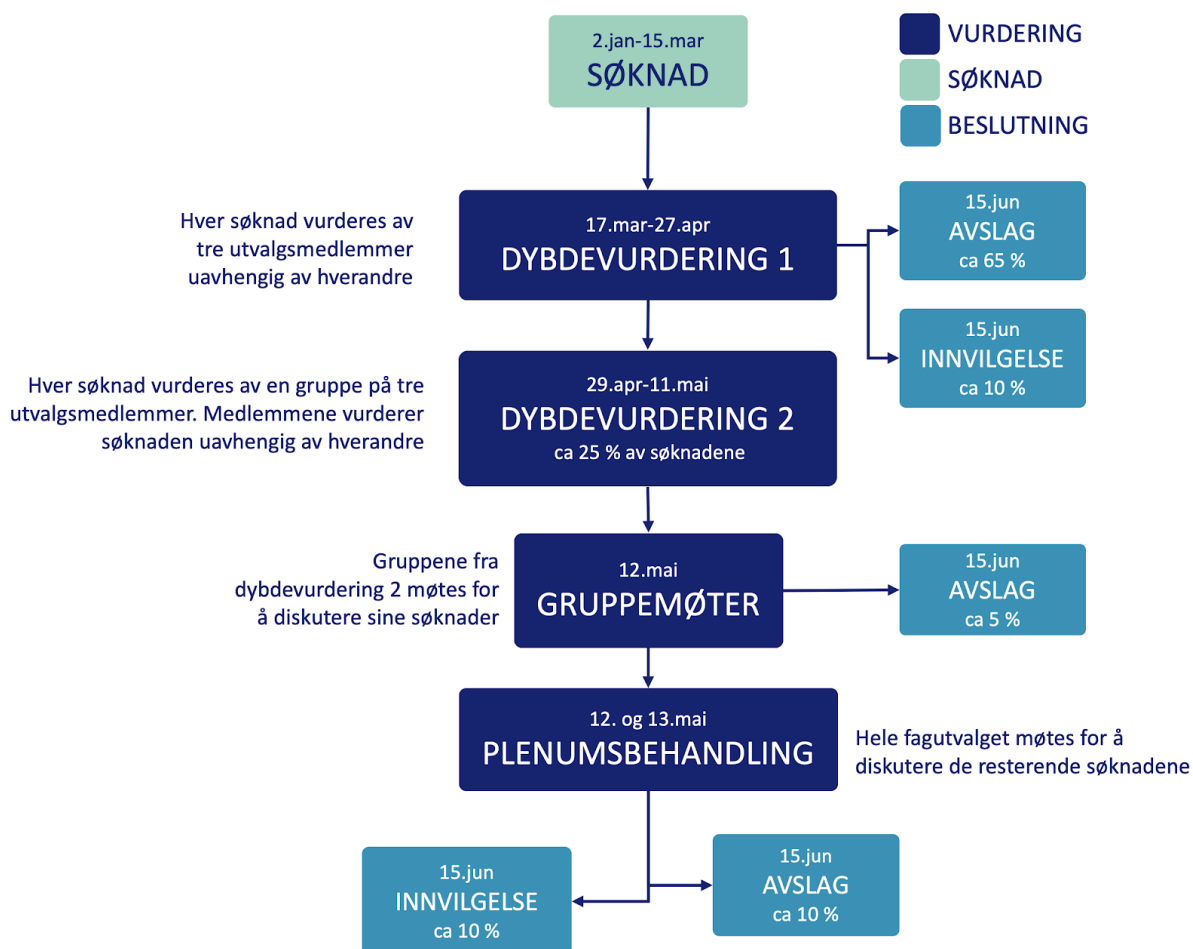 2.jan-15.mar
SØKNAD
VURDERING
SØKNAD
BESLUTNING
Hver søknad vurderes av
tre utvalgsmedlemmer
uavhengig av hverandre
17.mar-27.apr
DYBDEVURDERING 1
15.jun
AVSLAG
ca 65 %
15.jun
INNVILGELSE
ca 10 %
Hver søknad vurderes av en gruppe på tre
utvalgsmedlemmer. Medlemmene vurderer
søknaden uavhengig av hverandre
29.apr-11.mai
DYBDEVURDERING 2
ca 25 % av søknadene
Gruppene fra
dybdevurdering 2 møtes for
å diskutere sine søknader
12.mai
GRUPPEMØTER
15.jun
AVSLAG
ca 5 %
12. og 13.mai
PLENUMSBEHANDLING
Hele fagutvalget møtes for å
diskutere de resterende søknadene
15.jun
INNVILGELSE
ca 10 %
15.jun
AVSLAG
ca 10 %